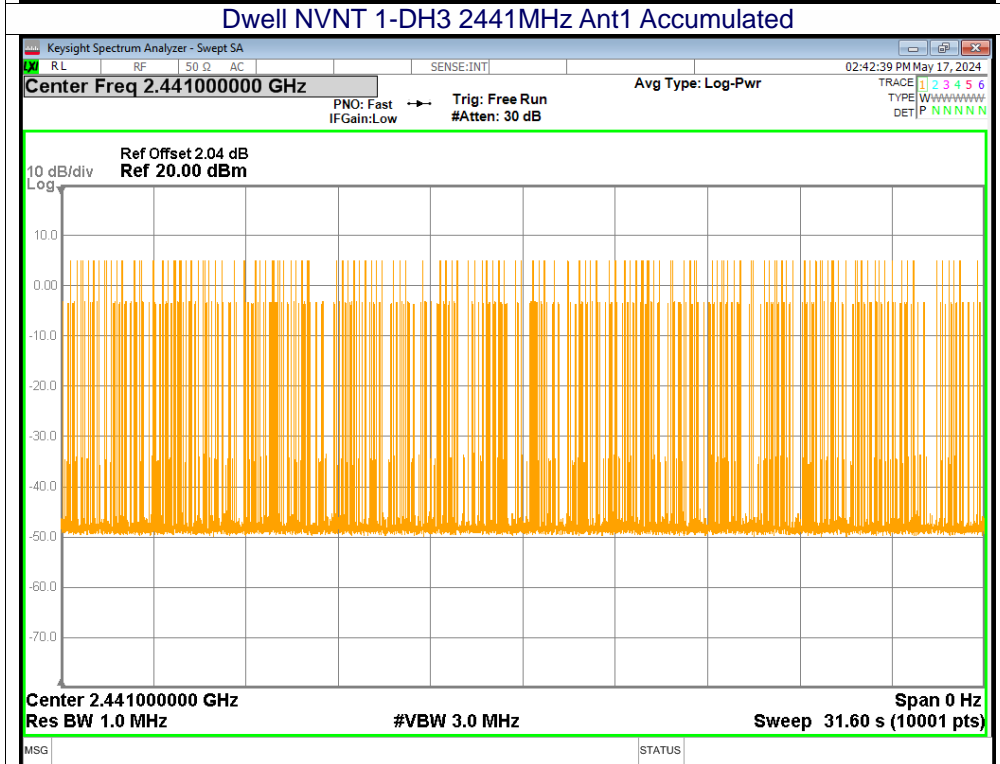 Dwell NVNT 1-DH3 2441MHz Ant1 Accumulated
Keysight Spectrum Analyzer - Swept SA
LXI RL RF 50 Ω AC SENSE:INT 02:42:39 PM May 17, 2024
Center Freq 2.441000000 GHz
PNO: Fast Trig: Free Run Avg Type: Log-Pwr TRACE 1 2 3 4 5 6
IFGain:Low #Atten: 30 dB TYPE WWWWWWW
DET P N N N N N
Ref Offset 2.04 dB
10 dB/div Ref 20.00 dBm
Log
10.0
0.00
-10.0
-20.0
-30.0
-40.0
-50.0
-60.0
-70.0
Center 2.441000000 GHz Span 0 Hz
Res BW 1.0 MHz #VBW 3.0 MHz Sweep 31.60 s (10001 pts)
MSG STATUS